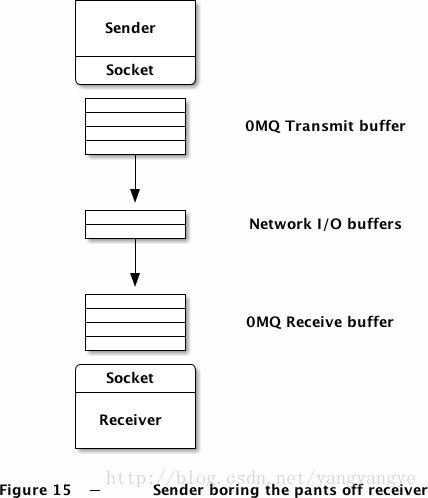 Sender
Socket
0MQ Transmit buffer
Network I/O buffers
0MQ Receive buffer
Socket
Receiver
http://blog.csdn.net/yangyangye
Figure 15 – Sender boring the pants off receiver